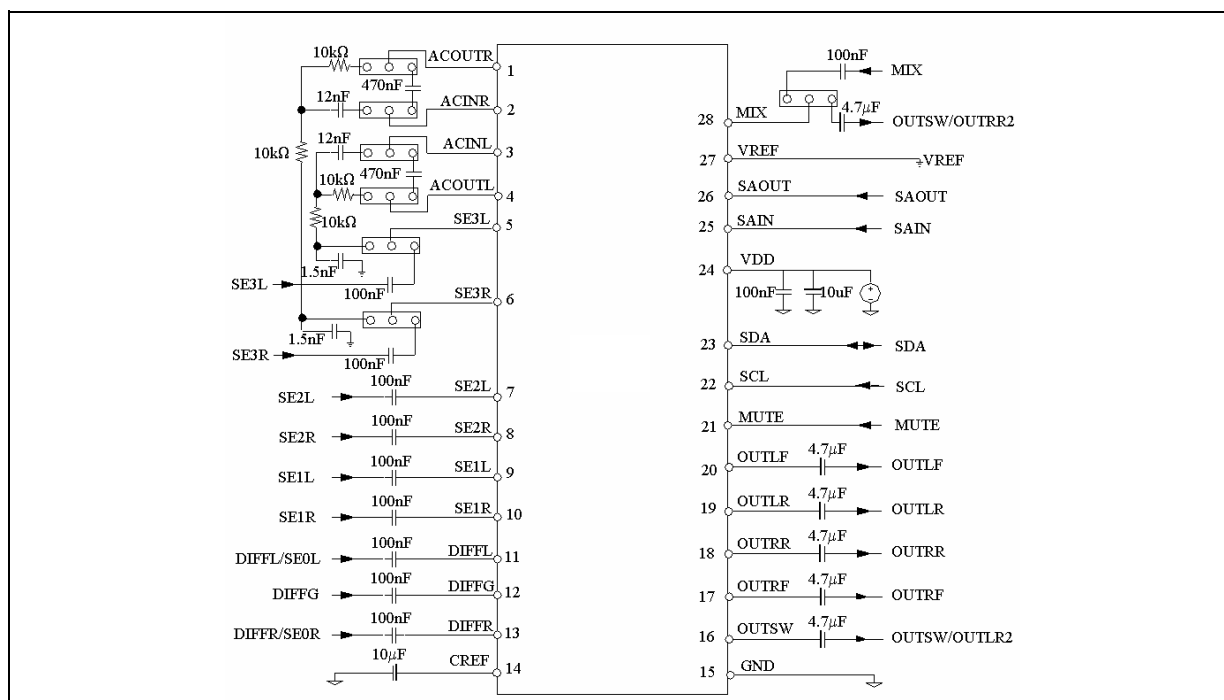 10kΩ
ACOUTR
1
470nF
12nF
ACINR
2
10kΩ
12nF
ACINL
3
470nF
10kΩ
ACOUTL
4
10kΩ
SE3L
5
1.5nF
SE3L
100nF
SE3R
6
1.5nF
SE3R
100nF
SE2L
100nF
SE2L
7
SE2R
100nF
SE2R
8
SE1L
100nF
SE1L
9
SE1R
100nF
SE1R
10
DIFFL/SE0L
100nF
DIFFL
11
DIFFG
100nF
DIFFG
12
DIFFR/SE0R
100nF
DIFFR
13
10μF
CREF
14
100nF
MIX
28
MIX
4.7μF
OUTSW/OUTRR2
27
VREF
VREF
26
SAOUT
SAOUT
25
SAIN
SAIN
24
VDD
100nF
10uF
+
-
23
SDA
SDA
22
SCL
SCL
21
MUTE
MUTE
20
OUTLF
4.7μF
OUTLF
19
OUTLR
4.7μF
OUTLR
18
OUTRR
4.7μF
OUTRR
17
OUTRF
4.7μF
OUTRF
16
OUTSW
4.7μF
OUTSW/OUTLR2
15
GND